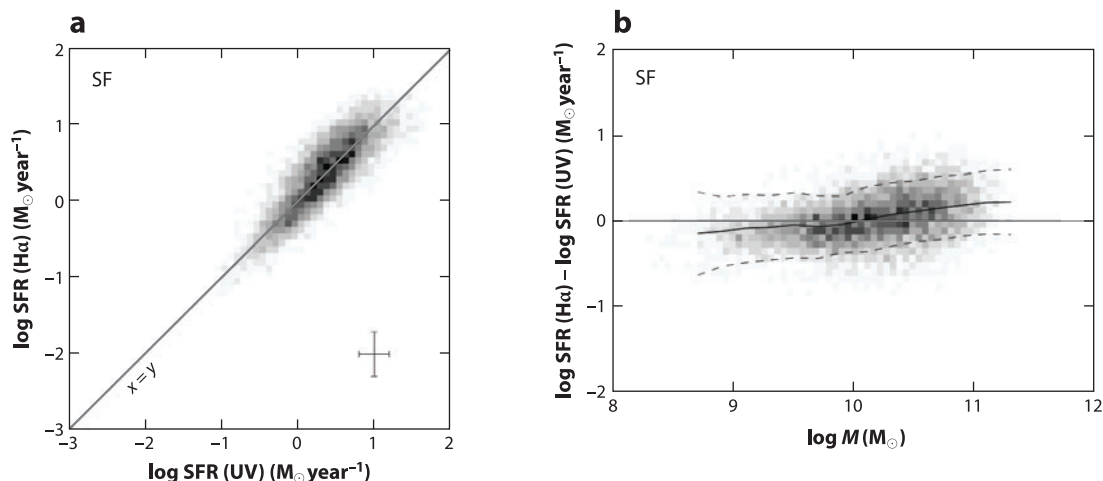 a
SF
log SFR (Hα) (M⊙ year−1)
2
1
0
−1
−2
−3
x = y
−3 −2 −1 0 1 2
log SFR (UV) (M⊙ year−1)
b
SF
log SFR (Hα) – log SFR (UV) (M⊙ year−1)
2
1
0
−1
−2
8 9 10 11 12
log M (M⊙)